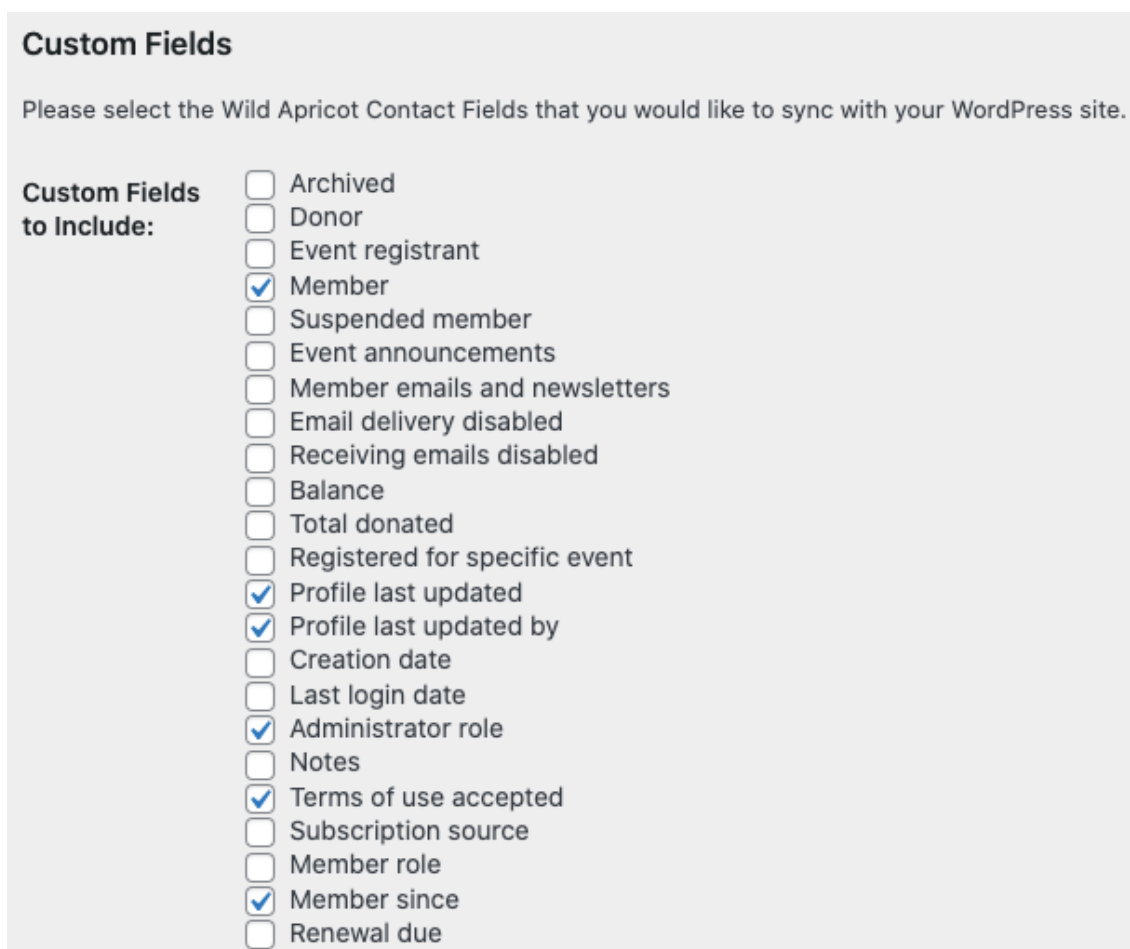 Custom Fields
Please select the Wild Apricot Contact Fields that you would like to sync with your WordPress site.
Custom Fields
to Include:
Archived
Donor
Event registrant
Member
Suspended member
Event announcements
Member emails and newsletters
Email delivery disabled
Receiving emails disabled
Balance
Total donated
Registered for specific event
Profile last updated
Profile last updated by
Creation date
Last login date
Administrator role
Notes
Terms of use accepted
Subscription source
Member role
Member since
Renewal due